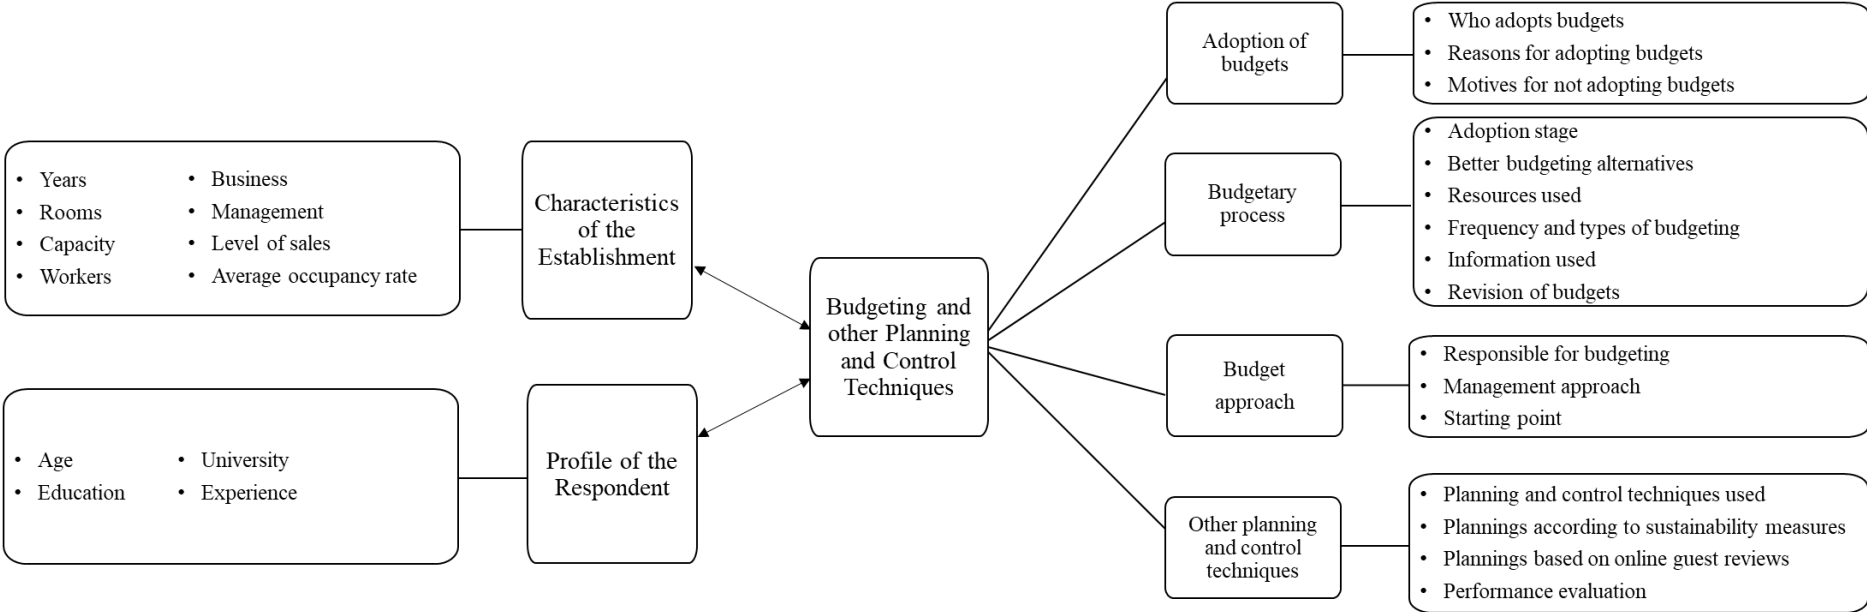 • Years
• Rooms
• Capacity
• Workers
• Business
• Management
• Level of sales
• Average occupancy rate
Characteristics
of the
Establishment
• Age
• Education
• University
• Experience
Profile of the
Respondent
Budgeting and
other Planning
and Control
Techniques
Adoption of
budgets
• Who adopts budgets
• Reasons for adopting budgets
• Motives for not adopting budgets
Budgetary
process
• Adoption stage
• Better budgeting alternatives
• Resources used
• Frequency and types of budgeting
• Information used
• Revision of budgets
Budget
approach
• Responsible for budgeting
• Management approach
• Starting point
Other planning
and control
techniques
• Planning and control techniques used
• Plannings according to sustainability measures
• Plannings based on online guest reviews
• Performance evaluation